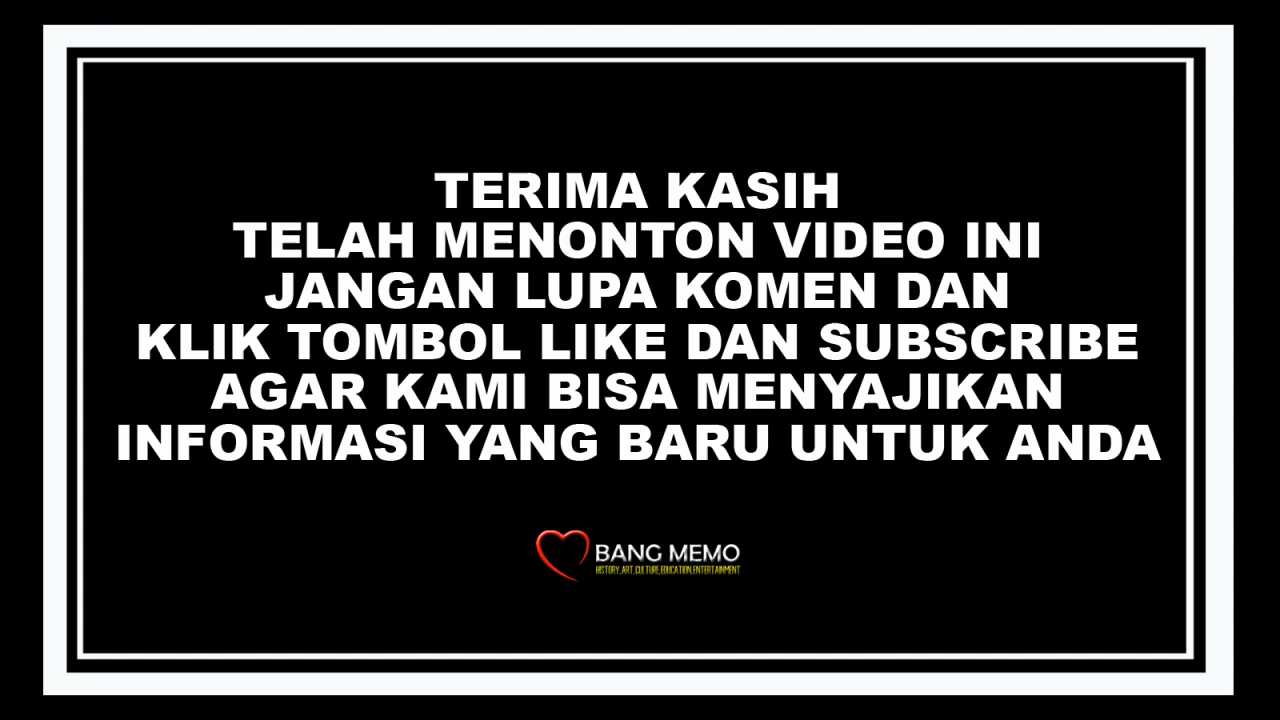 TERIMA KASIH
TELAH MENONTON VIDEO INI
JANGAN LUPA KOMEN DAN
KLIK TOMBOL LIKE DAN SUBSCRIBE
AGAR KAMI BISA MENYAJIKAN
INFORMASI YANG BARU UNTUK ANDA
BANG MEMO
HISTORY,ART,CULTURE,EDUCATION,ENTERTAINMENT